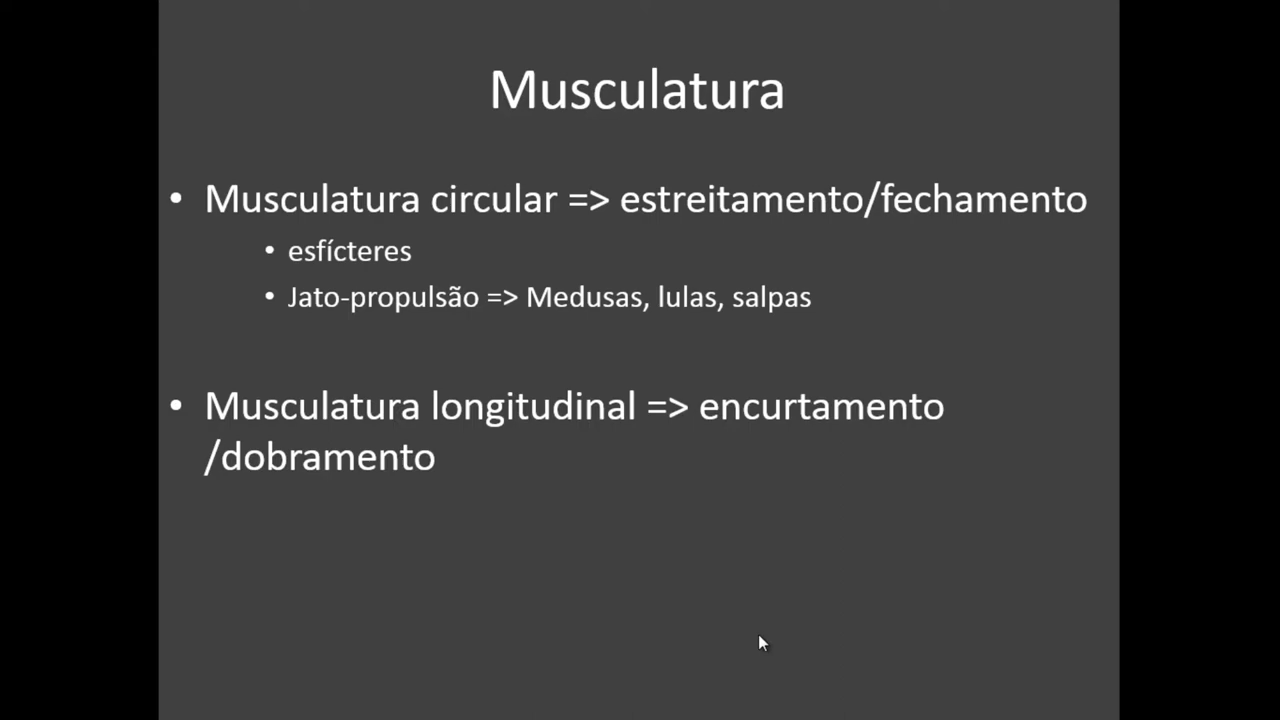 Musculatura
• Musculatura circular => estreitamento/fechamento
• esfícteres
• Jato-propulsão => Medusas, lulas, salpas
• Musculatura longitudinal => encurtamento
/dobramento